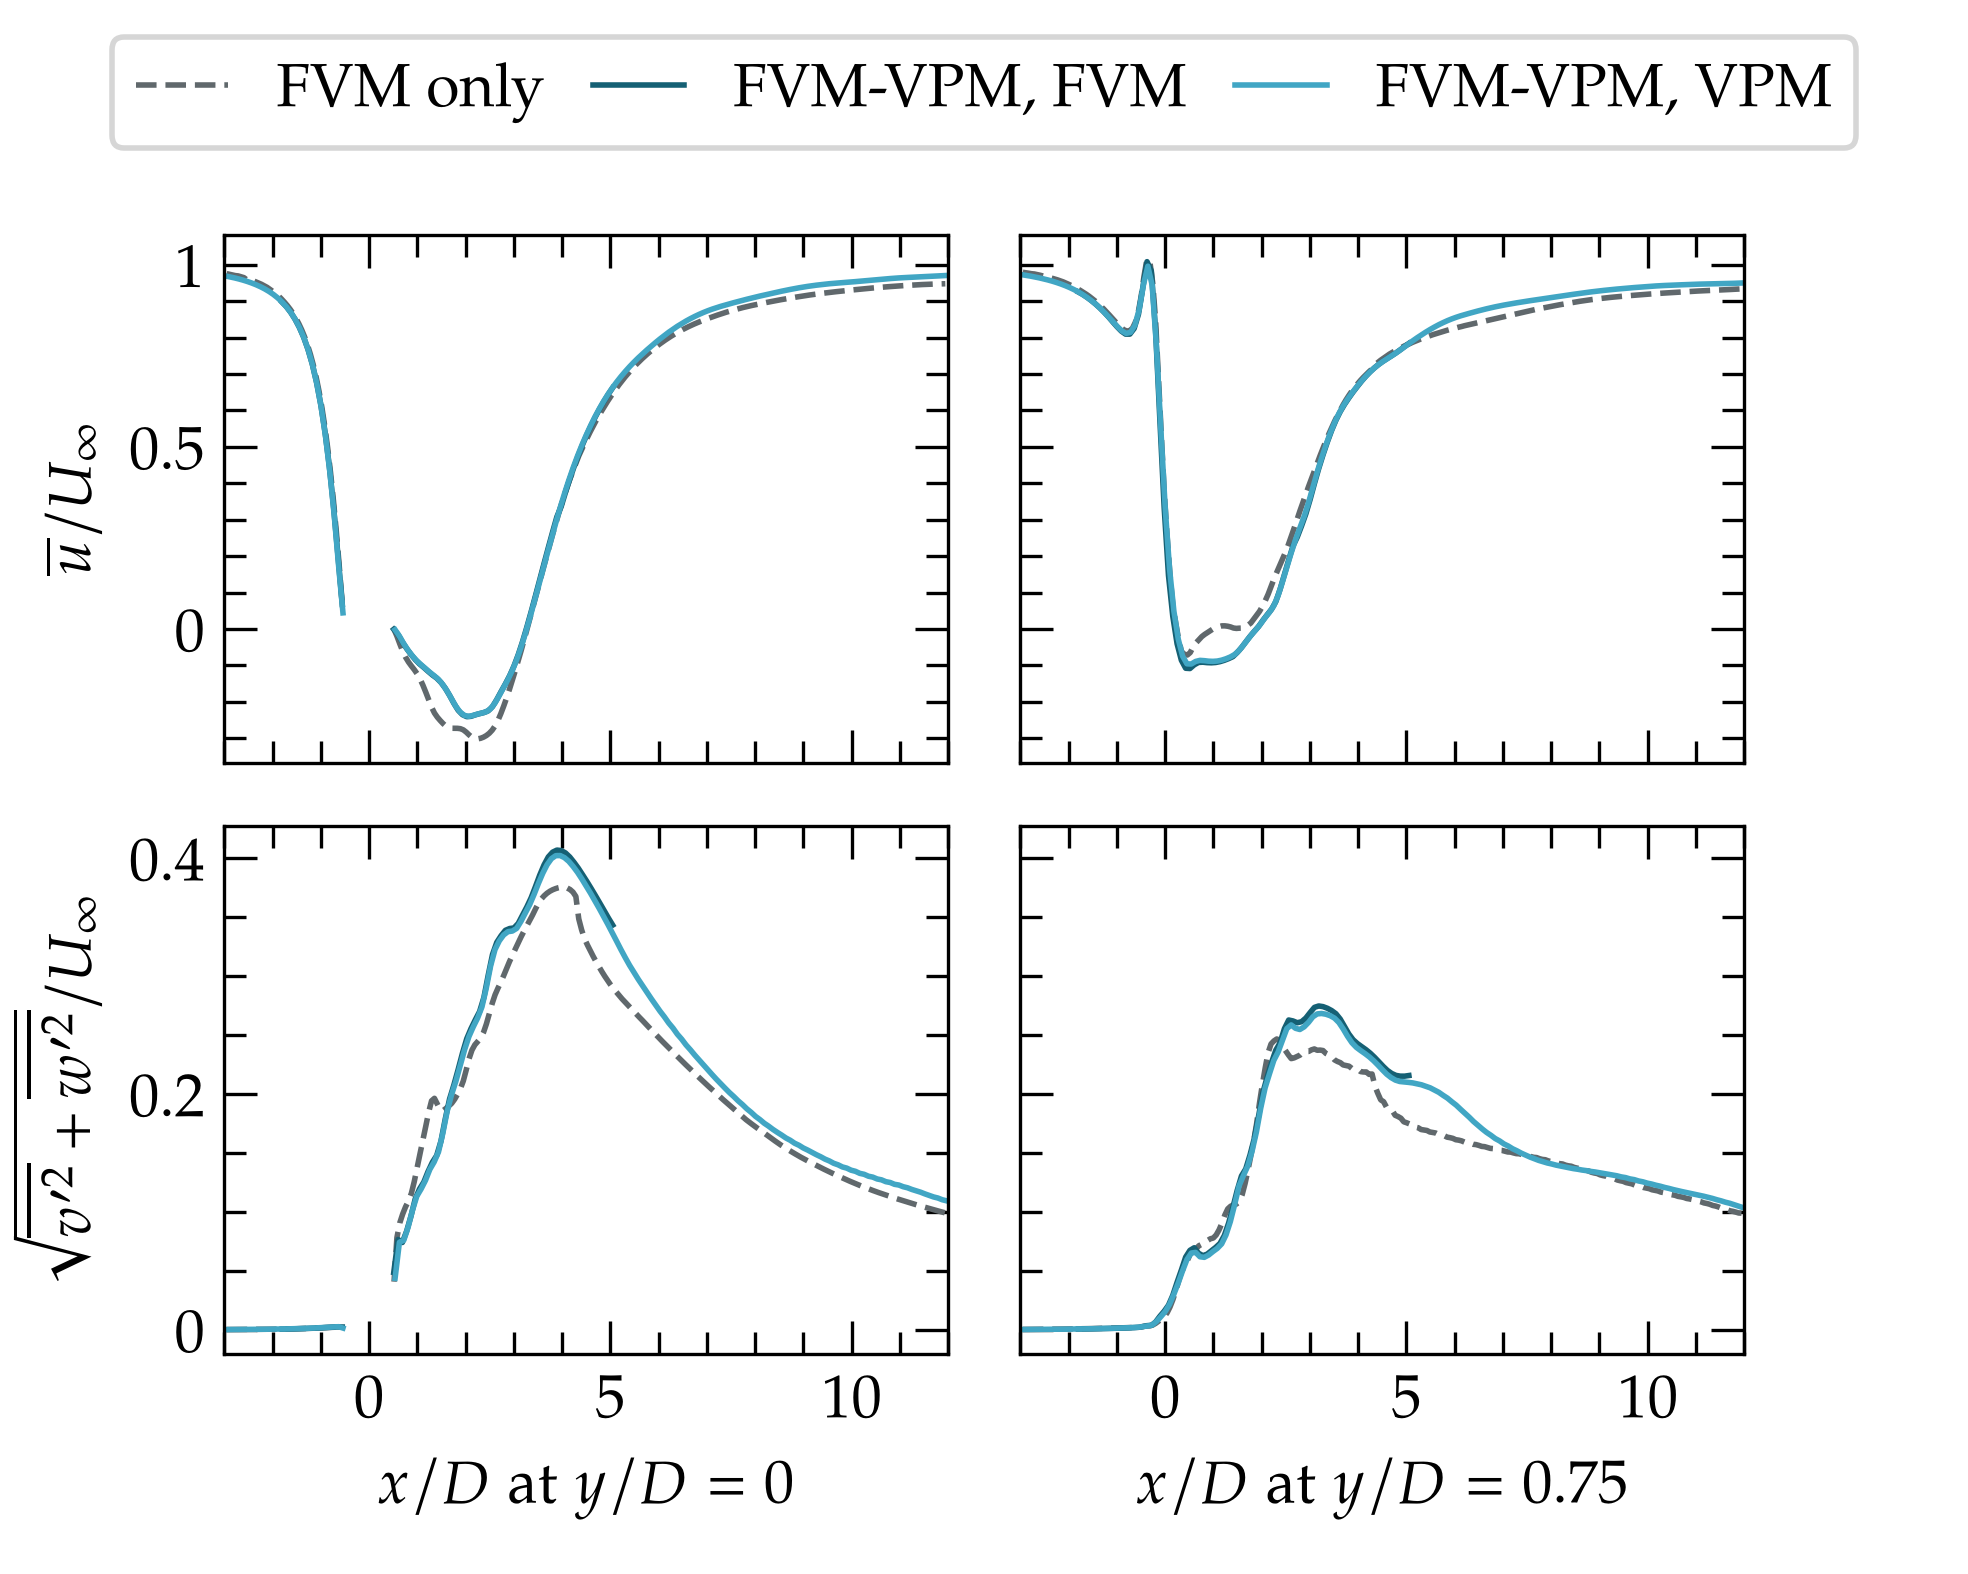 FVM only FVM-VPM, FVM FVM-VPM, VPM
1
0.5
0
u̅/U∞
0.4
0.2
0
√(v′² + w′²)/U∞
0 5 10 0 5 10
x/D at y/D = 0 x/D at y/D = 0.75